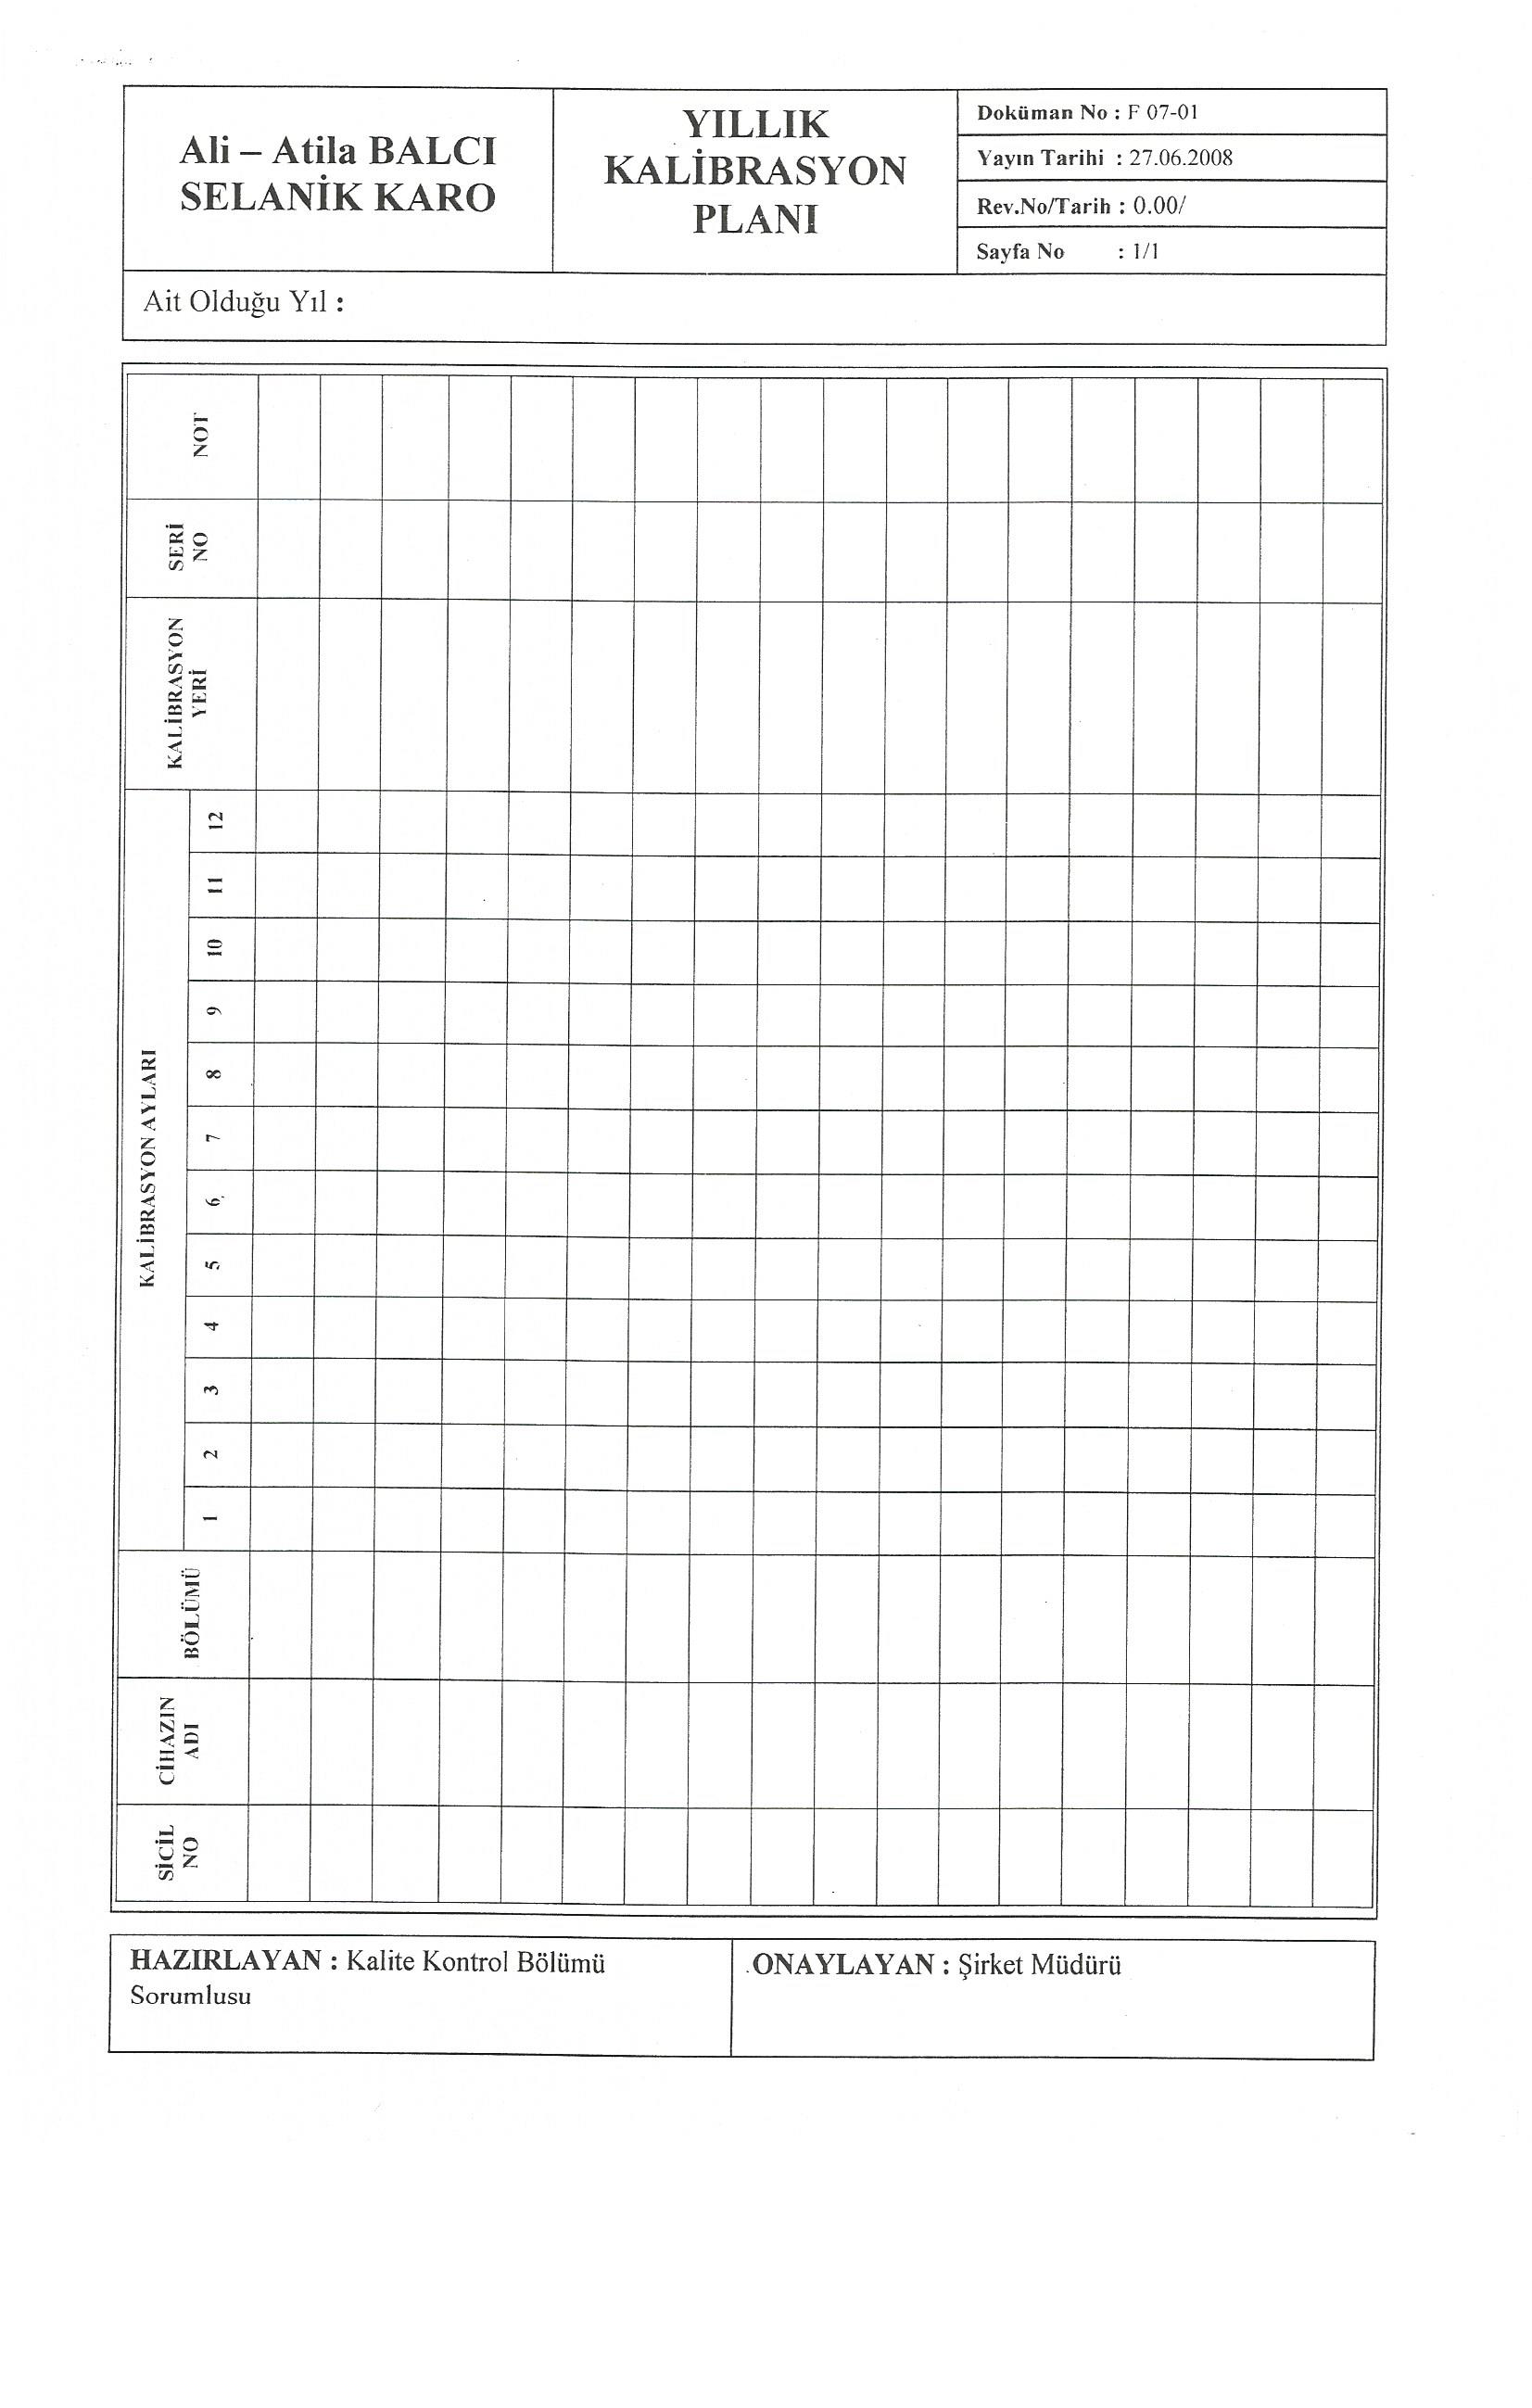 Ali – Atila BALCI
SELANİK KARO
YILLIK
KALİBRASYON
PLANI
Doküman No : F 07-01
Yayın Tarihi : 27.06.2008
Rev.No/Tarih : 0.00/
Sayfa No : 1/1
Ait Olduğu Yıl :
SİCİL
NO
CİHAZIN
ADI
BÖLÜMÜ
KALİBRASYON AYLARI
1
2
3
4
5
6
7
8
9
10
11
12
KALİBRASYON
YERİ
SERİ
NO
NOT
HAZIRLAYAN : Kalite Kontrol Bölümü
Sorumlusu
ONAYLAYAN : Şirket Müdürü